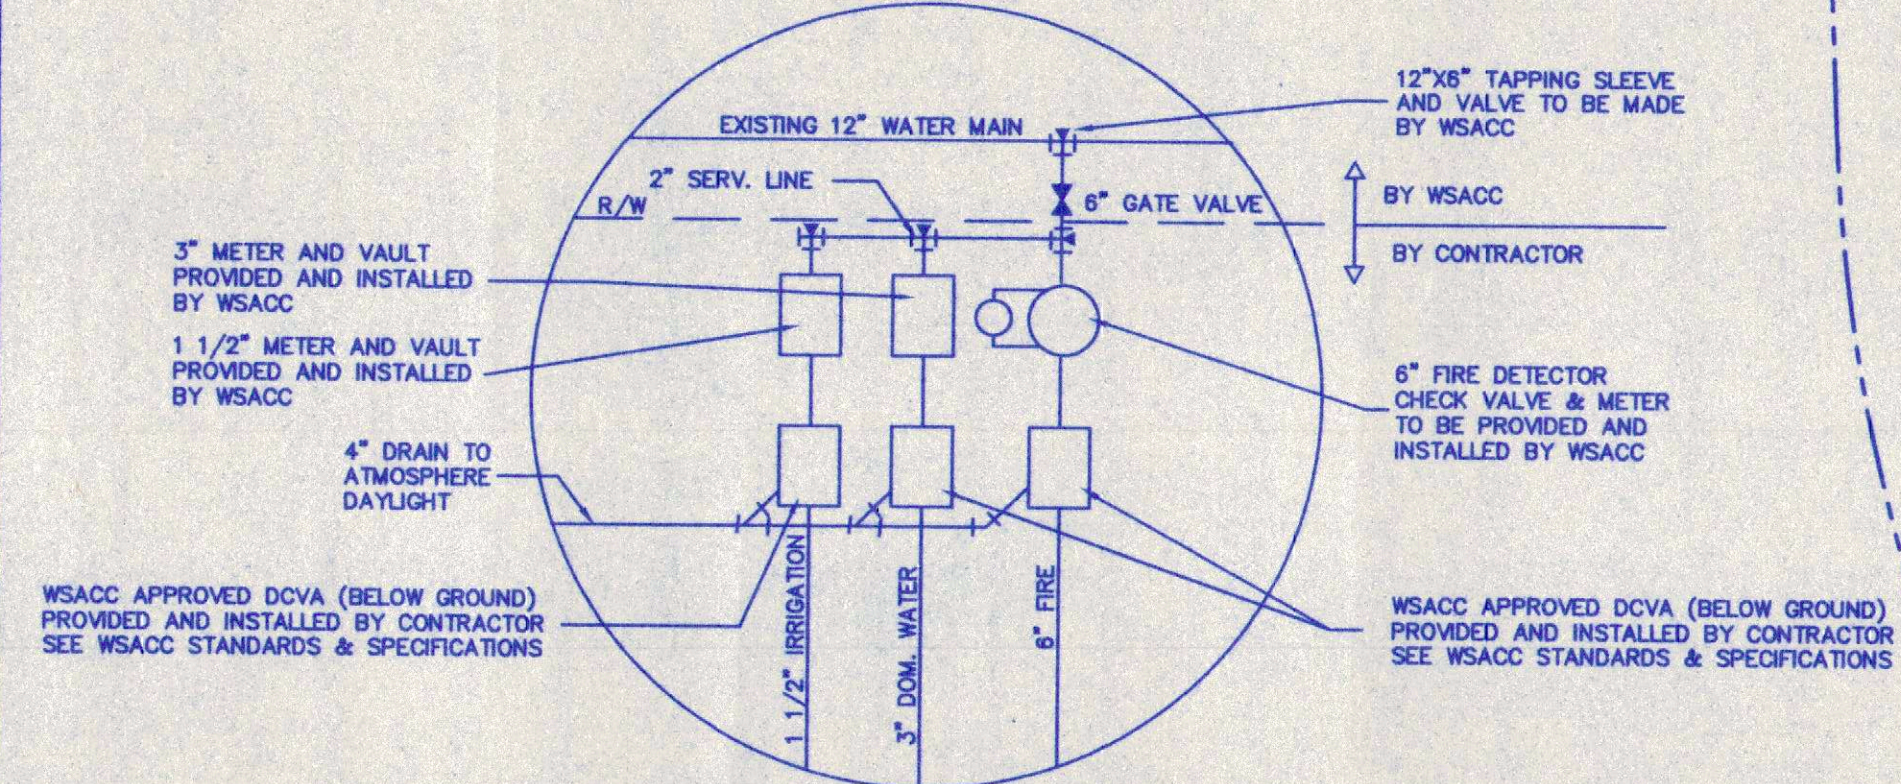 12"X6" TAPPING SLEEVE
AND VALVE TO BE MADE
BY WSACC
EXISTING 12" WATER MAIN
2" SERV. LINE
R/W
6" GATE VALVE
BY WSACC
BY CONTRACTOR
3" METER AND VAULT
PROVIDED AND INSTALLED
BY WSACC
1 1/2" METER AND VAULT
PROVIDED AND INSTALLED
BY WSACC
6" FIRE DETECTOR
CHECK VALVE & METER
TO BE PROVIDED AND
INSTALLED BY WSACC
4" DRAIN TO
ATMOSPHERE
DAYLIGHT
WSACC APPROVED DCVA (BELOW GROUND)
PROVIDED AND INSTALLED BY CONTRACTOR
SEE WSACC STANDARDS & SPECIFICATIONS
1 1/2" IRRIGATION
3" DOM. WATER
6" FIRE
WSACC APPROVED DCVA (BELOW GROUND)
PROVIDED AND INSTALLED BY CONTRACTOR
SEE WSACC STANDARDS & SPECIFICATIONS